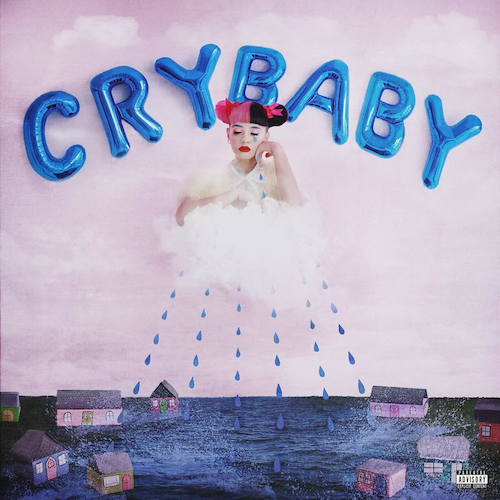 CRYBABY
PARENTAL
ADVISORY
EXPLICIT CONTENT